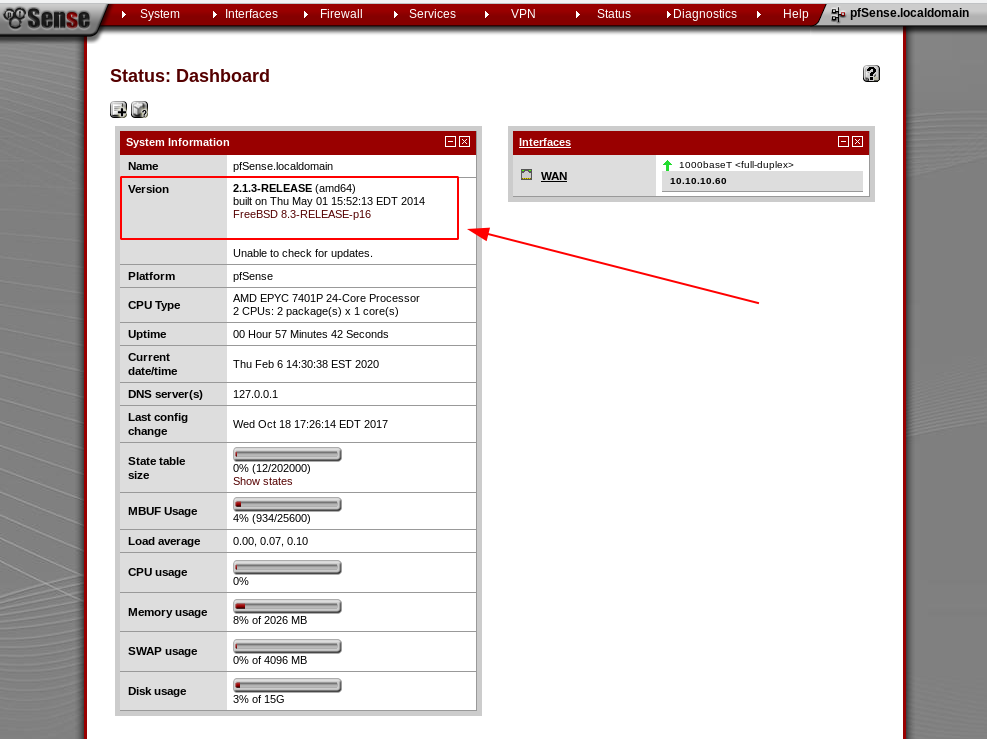 Sense
System
Interfaces
Firewall
Services
VPN
Status
Diagnostics
Help
pfSense.localdomain
Status: Dashboard
?
System Information
Name
pfSense.localdomain
Version
2.1.3-RELEASE (amd64)
built on Thu May 01 15:52:13 EDT 2014
FreeBSD 8.3-RELEASE-p16
Unable to check for updates.
Platform
pfSense
CPU Type
AMD EPYC 7401P 24-Core Processor
2 CPUs: 2 package(s) x 1 core(s)
Uptime
00 Hour 57 Minutes 42 Seconds
Current
date/time
Thu Feb 6 14:30:38 EST 2020
DNS server(s)
127.0.0.1
Last config
change
Wed Oct 18 17:26:14 EDT 2017
State table
size
0% (12/202000)
Show states
MBUF Usage
4% (934/25600)
Load average
0.00, 0.07, 0.10
CPU usage
0%
Memory usage
8% of 2026 MB
SWAP usage
0% of 4096 MB
Disk usage
3% of 15G
Interfaces
WAN
1000baseT <full-duplex>
10.10.10.60